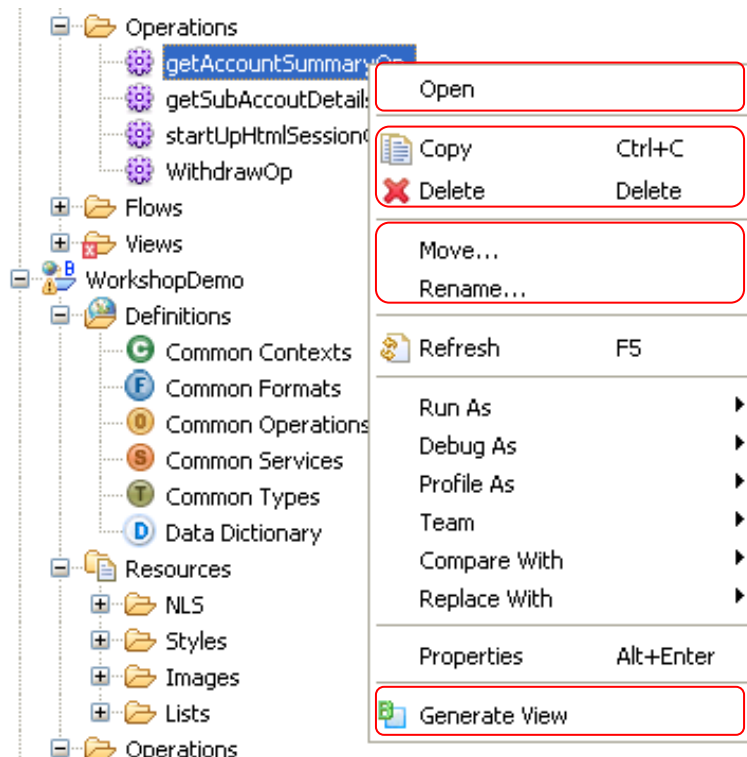 Operations
getAccountSummaryOp
getSubAccoutDetails
startUpHtmlSession
WithdrawOp
Flows
Views
WorkshopDemo
Definitions
Common Contexts
Common Formats
Common Operations
Common Services
Common Types
Data Dictionary
Resources
NLS
Styles
Images
Lists
Operations
Open
Copy Ctrl+C
Delete Delete
Move...
Rename...
Refresh F5
Run As
Debug As
Profile As
Team
Compare With
Replace With
Properties Alt+Enter
Generate View